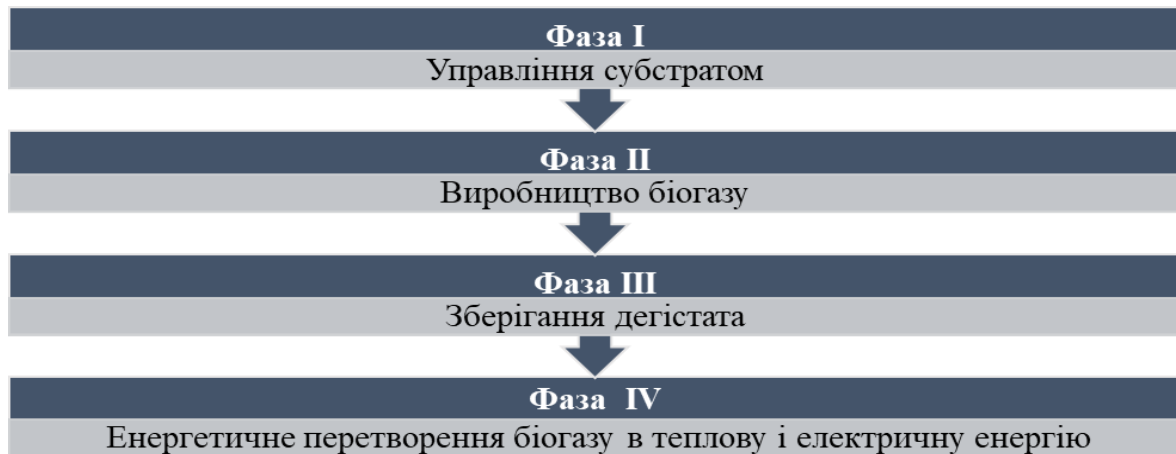 Фаза I
Управління субстратом
Фаза II
Виробництво біогазу
Фаза III
Зберігання дегістата
Фаза IV
Енергетичне перетворення біогазу в теплову і електричну енергію